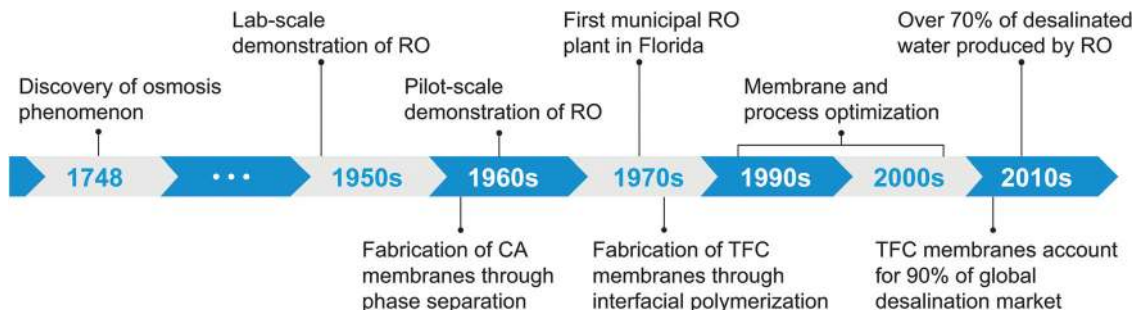 Lab-scale
demonstration of RO
First municipal RO
plant in Florida
Over 70% of desalinated
water produced by RO
Discovery of osmosis
phenomenon
Pilot-scale
demonstration of RO
Membrane and
process optimization
1748
...
1950s
1960s
1970s
1990s
2000s
2010s
Fabrication of CA
membranes through
phase separation
Fabrication of TFC
membranes through
interfacial polymerization
TFC membranes account
for 90% of global
desalination market